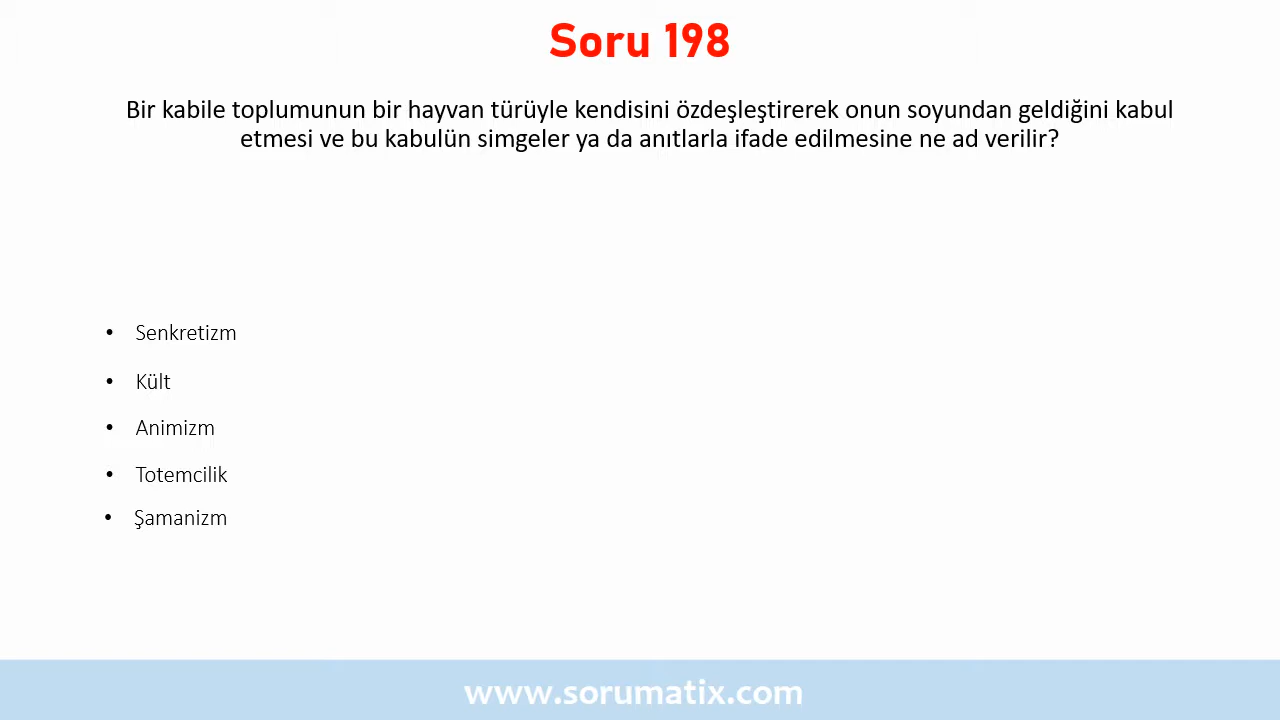 Soru 198
Bir kabile toplumunun bir hayvan türüyle kendisini özdeşleştirerek onun soyundan geldiğini kabul
etmesi ve bu kabulün simgeler ya da anıtlarla ifade edilmesine ne ad verilir?
• Senkretizm
• Kült
• Animizm
• Totemcilik
• Şamanizm
www.sorumatix.com